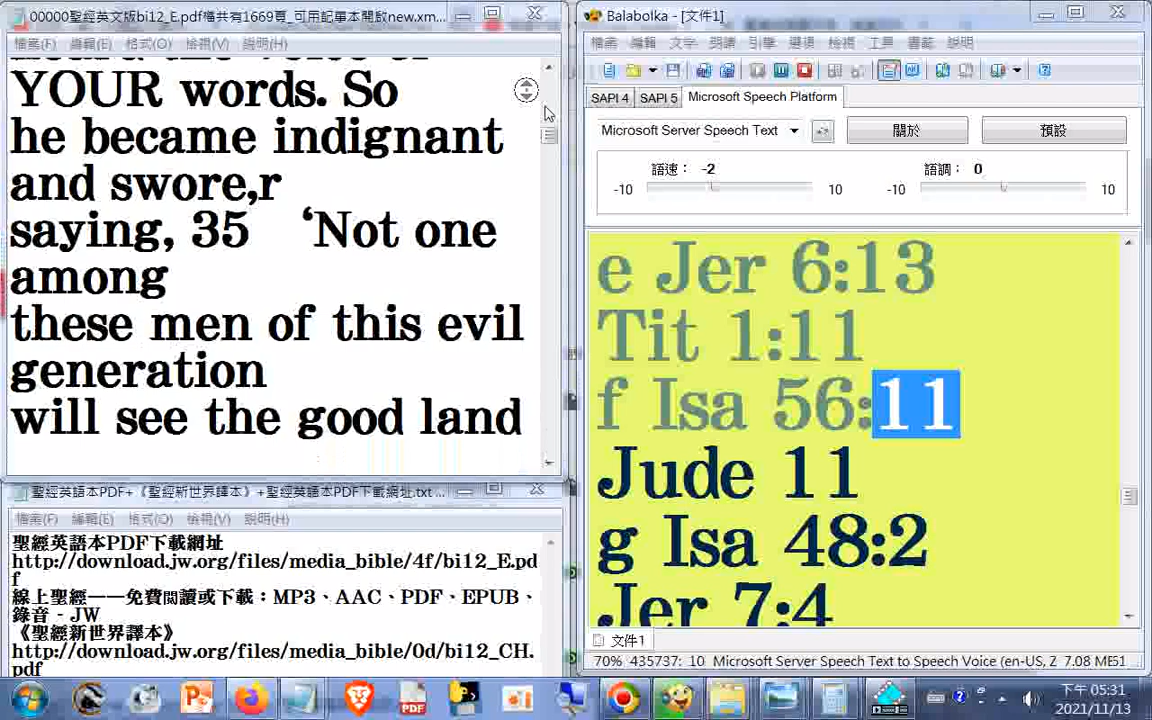 00000聖經英文版bi12_E.pdf檔共有1669頁_可用記事本開啟new.xm...
檔案(F) 編輯(E) 格式(O) 檢視(V) 說明(H)
YOUR words. So
he became indignant
and swore,r
saying, 35 ‘Not one
among
these men of this evil
generation
will see the good land
聖經英語本PDF+《聖經新世界譯本》+聖經英語本PDF下載網址.txt ...
檔案(F) 編輯(E) 格式(O) 檢視(V) 說明(H)
聖經英語本PDF下載網址
http://download.jw.org/files/media_bible/4f/bi12_E.pd
f
線上聖經——免費閱讀或下載：MP3、AAC、PDF、EPUB、
錄音 - JW
《聖經新世界譯本》
http://download.jw.org/files/media_bible/0d/bi12_CH.
pdf
Balabolka - [文件1]
檔案 編輯 文字 朗讀 引擎 選項 檢視 工具 書籤 說明
SAPI 4 SAPI 5 Microsoft Speech Platform
Microsoft Server Speech Text 關於 預設
語速： -2 語調： 0
-10 10 -10 10
e Jer 6:13
Tit 1:11
f Isa 56:11
Jude 11
g Isa 48:2
Jer 7:4
文件1
70% 435737: 10 Microsoft Server Speech Text to Speech Voice (en-US, Z 7.08 ME51
下午 05:31
2021/11/13